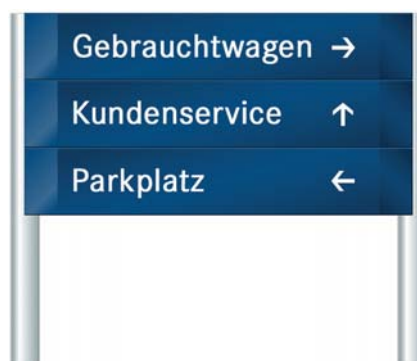 Gebrauchtwagen →
Kundenservice ↑
Parkplatz ←